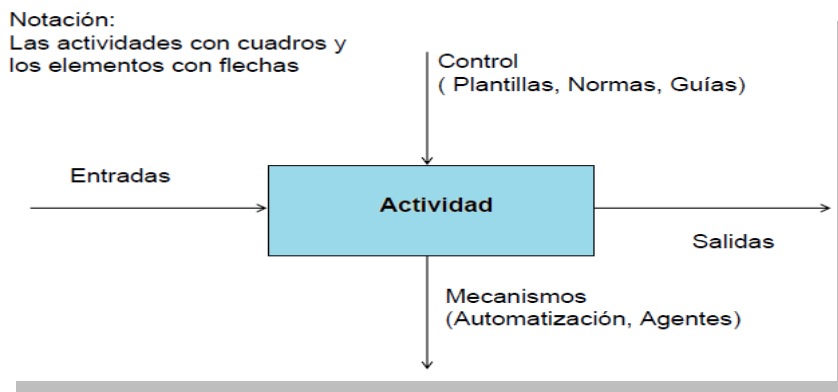 Notación:
Las actividades con cuadros y
los elementos con flechas
Control
( Plantillas, Normas, Guías)
Entradas
Actividad
Salidas
Mecanismos
(Automatización, Agentes)